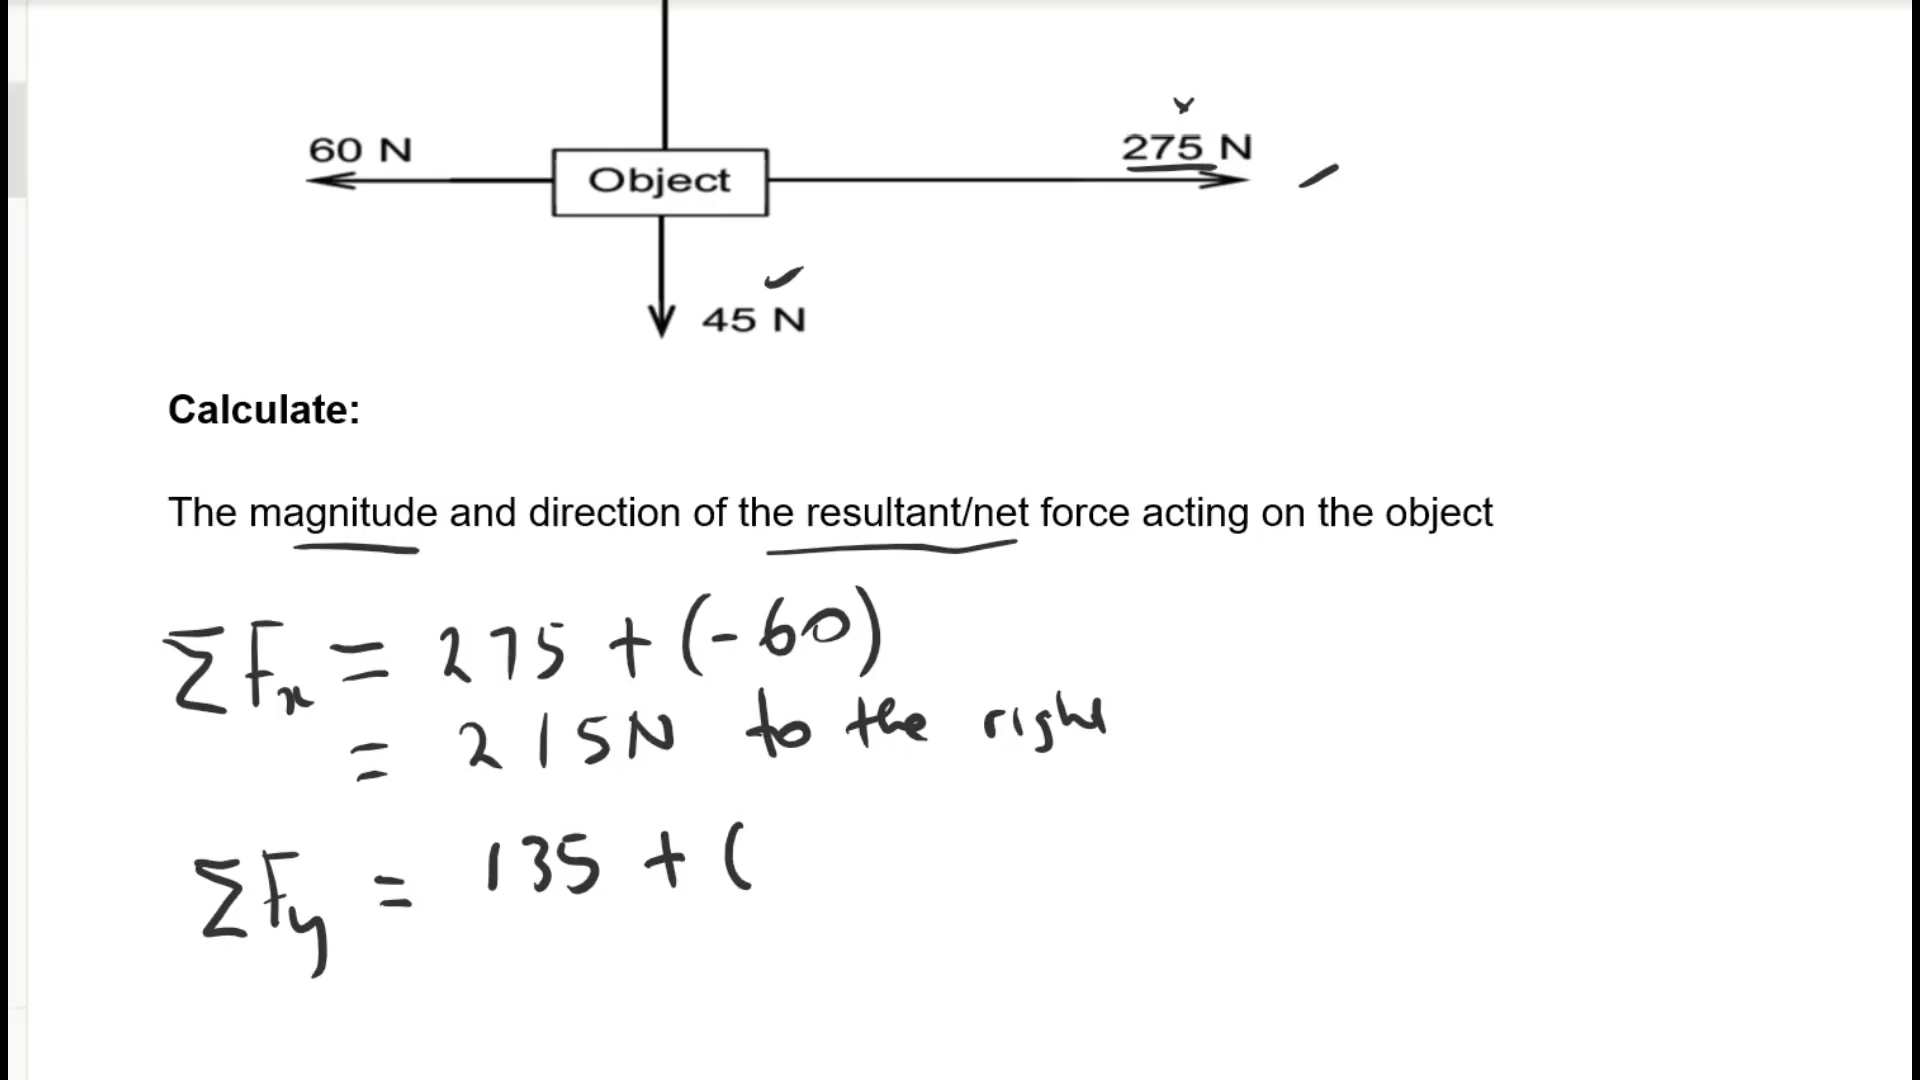 60 N
275 N
Object
45 N
Calculate:
The magnitude and direction of the resultant/net force acting on the object
ΣFx = 275 + (-60)
= 215N to the right
ΣFy = 135 + (